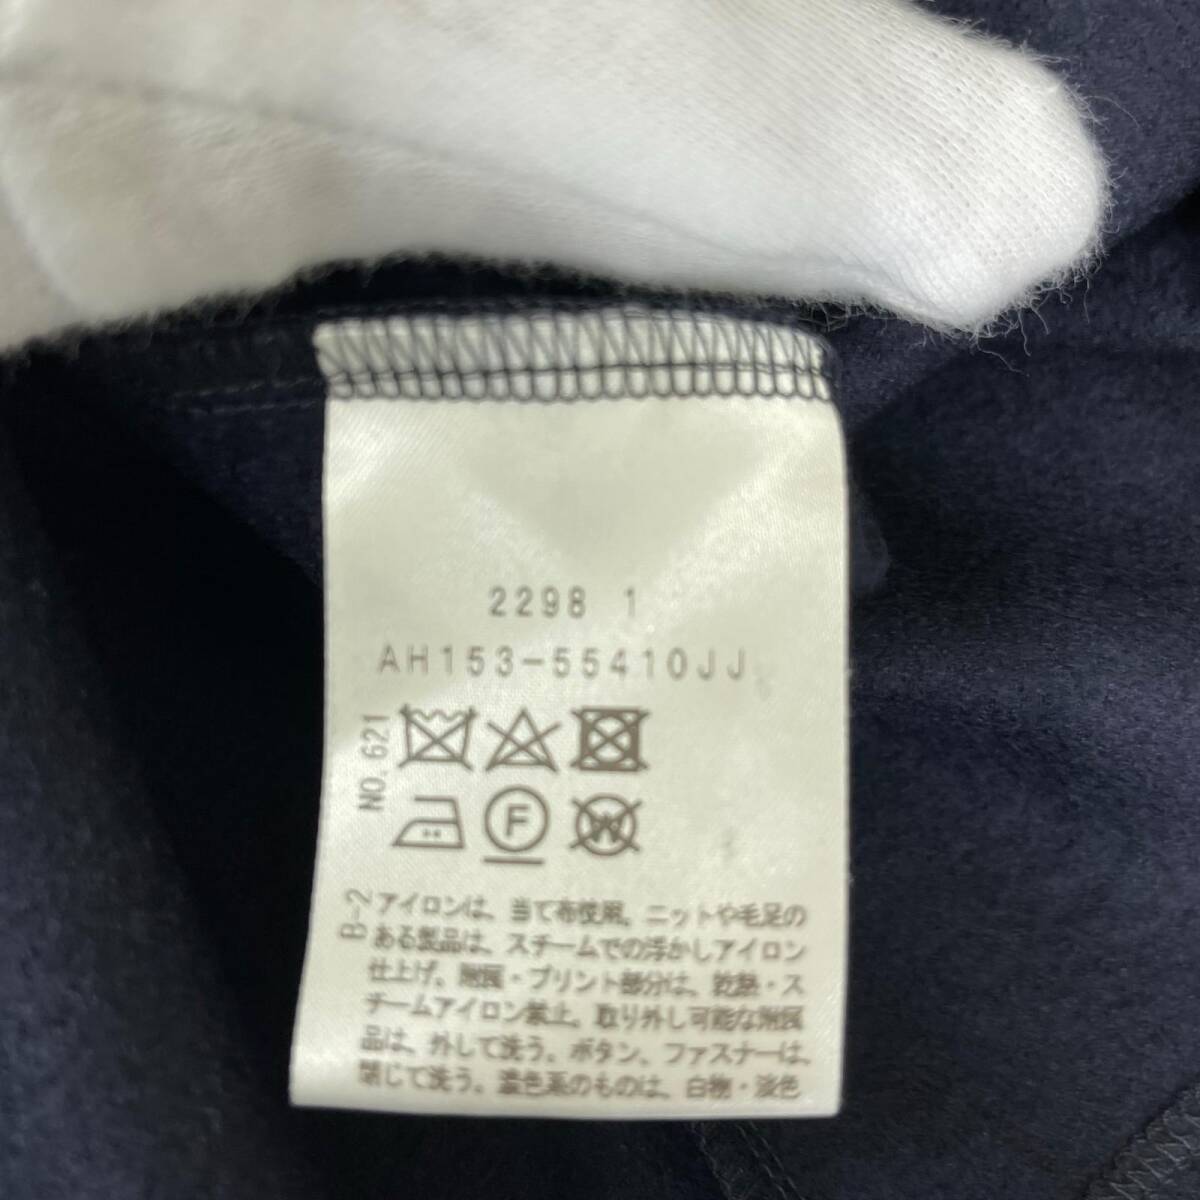 2298 1
AH153-55410JJ
NO. 621
F
W
B-2
アイロンは、当て布使用、ニットや毛足の
ある製品は、スチームでの浮かしアイロン
仕上げ。附属・プリント部分は、乾熱・ス
チームアイロン禁止。取り外し可能な附属
品は、外して洗う。ボタン、ファスナーは、
閉じて洗う。濃色系のものは、白物・淡色